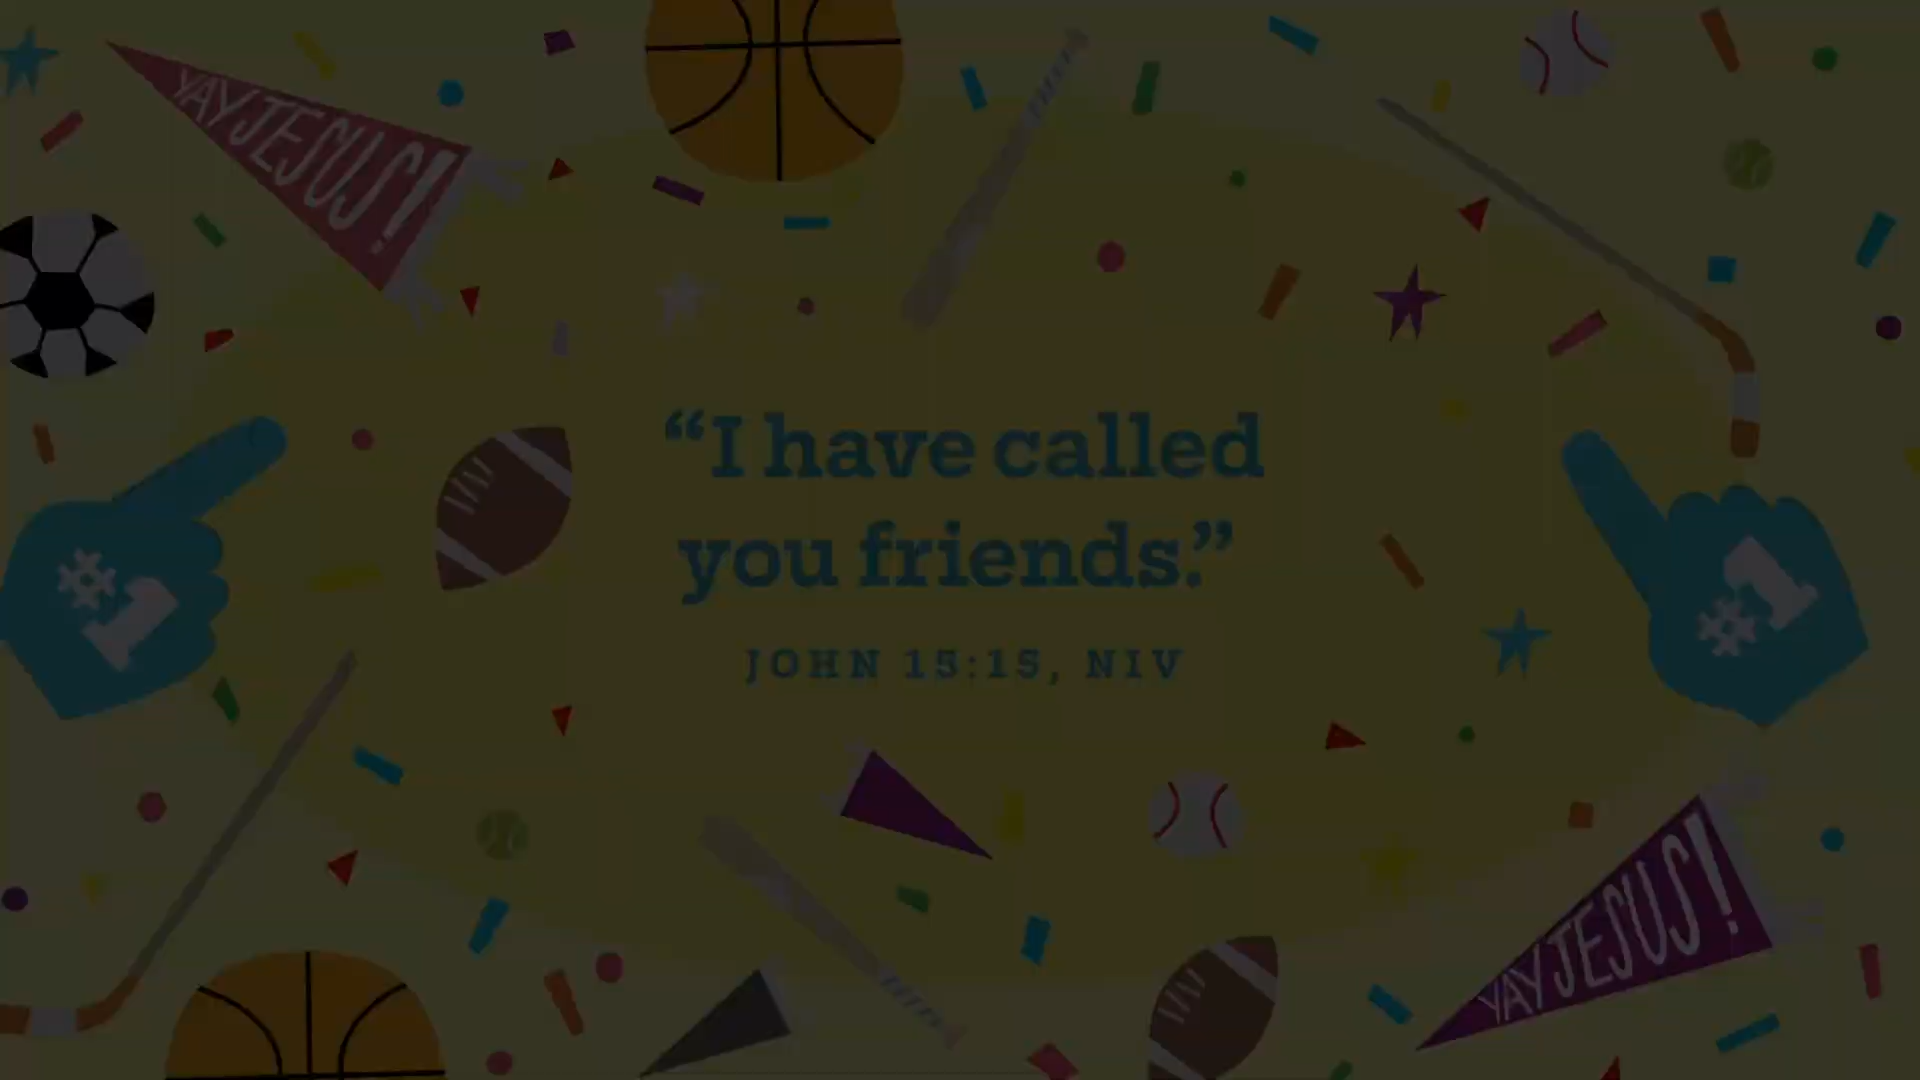 YAY JESUS!
“I have called
you friends.”
JOHN 15:15, NIV
#1
#1
YAY JESUS!